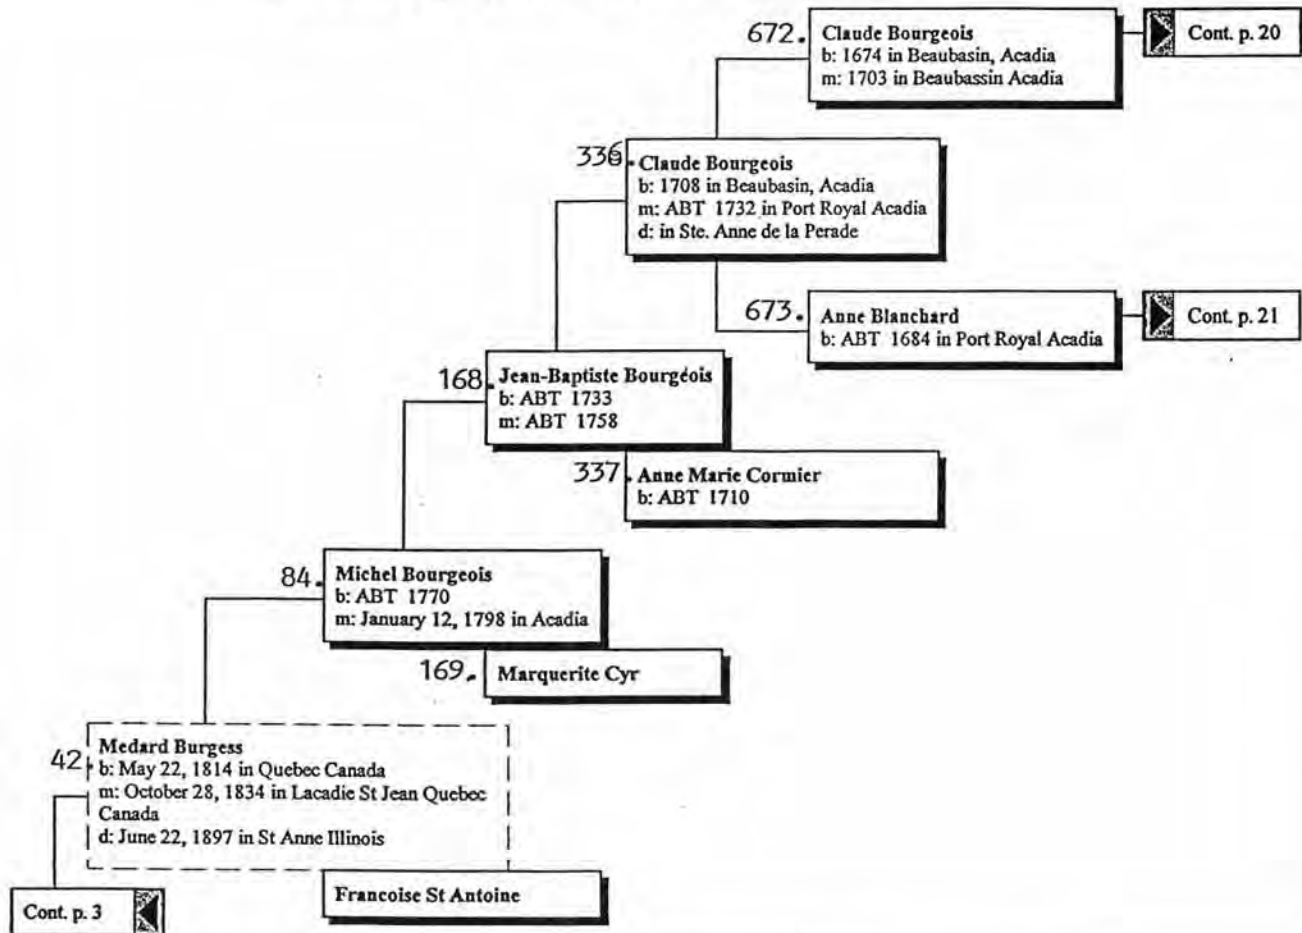 672.
Claude Bourgeois
b: 1674 in Beaubasin, Acadia
m: 1703 in Beaubassin Acadia
Cont. p. 20
336.
Claude Bourgeois
b: 1708 in Beaubasin, Acadia
m: ABT 1732 in Port Royal Acadia
d: in Ste. Anne de la Perade
673.
Anne Blanchard
b: ABT 1684 in Port Royal Acadia
Cont. p. 21
168.
Jean-Baptiste Bourgeois
b: ABT 1733
m: ABT 1758
337.
Anne Marie Cormier
b: ABT 1710
84.
Michel Bourgeois
b: ABT 1770
m: January 12, 1798 in Acadia
169.
Marquerite Cyr
42.
Medard Burgess
b: May 22, 1814 in Quebec Canada
m: October 28, 1834 in Lacadie St Jean Quebec
Canada
d: June 22, 1897 in St Anne Illinois
Francoise St Antoine
Cont. p. 3